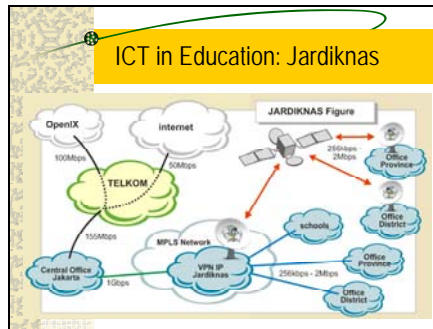 ICT in Education: Jardiknas
JARDIKNAS Figure
OpenIX
internet
100Mbps
50Mbps
TELKOM
256kbps -
2Mbps
Office
Province
Office
District
155Mbps
MPLS Network
schools
Central Office
Jakarta
1Gbps
VPN IP
Jardiknas
256kbps - 2Mbps
Office
Province
Office
District